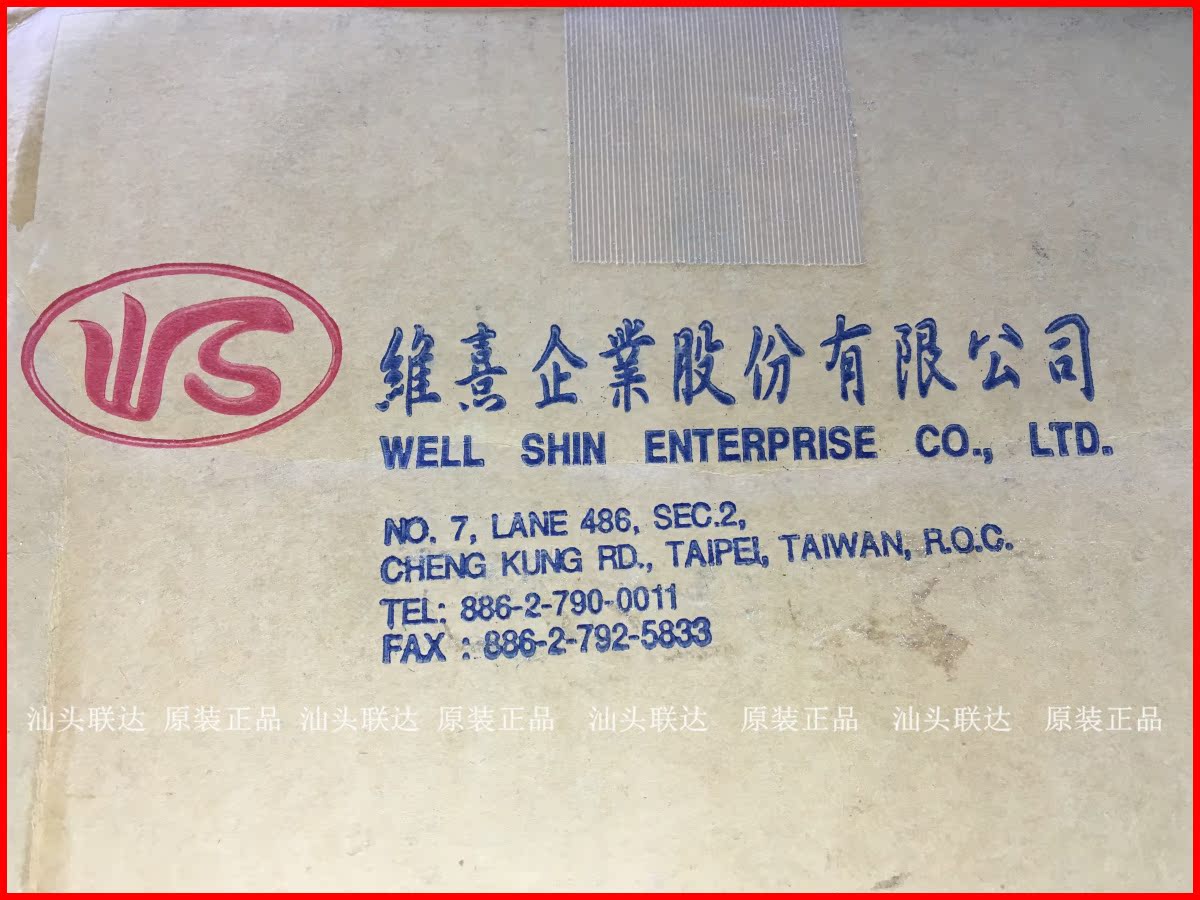 WS
維熹企業股份有限公司
WELL SHIN ENTERPRISE CO., LTD.
NO. 7, LANE 486, SEC.2,
CHENG KUNG RD., TAIPEI, TAIWAN, R.O.C.
TEL: 886-2-790-0011
FAX : 886-2-792-5833
汕头联达 原装正品 汕头联达 原装正品 汕头联达 原装正品 汕头联达 原装正品